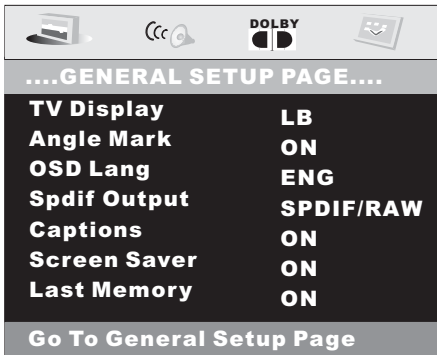 DOLBY
....GENERAL SETUP PAGE....
TV Display LB
Angle Mark ON
OSD Lang ENG
Spdif Output SPDIF/RAW
Captions ON
Screen Saver ON
Last Memory ON
Go To General Setup Page